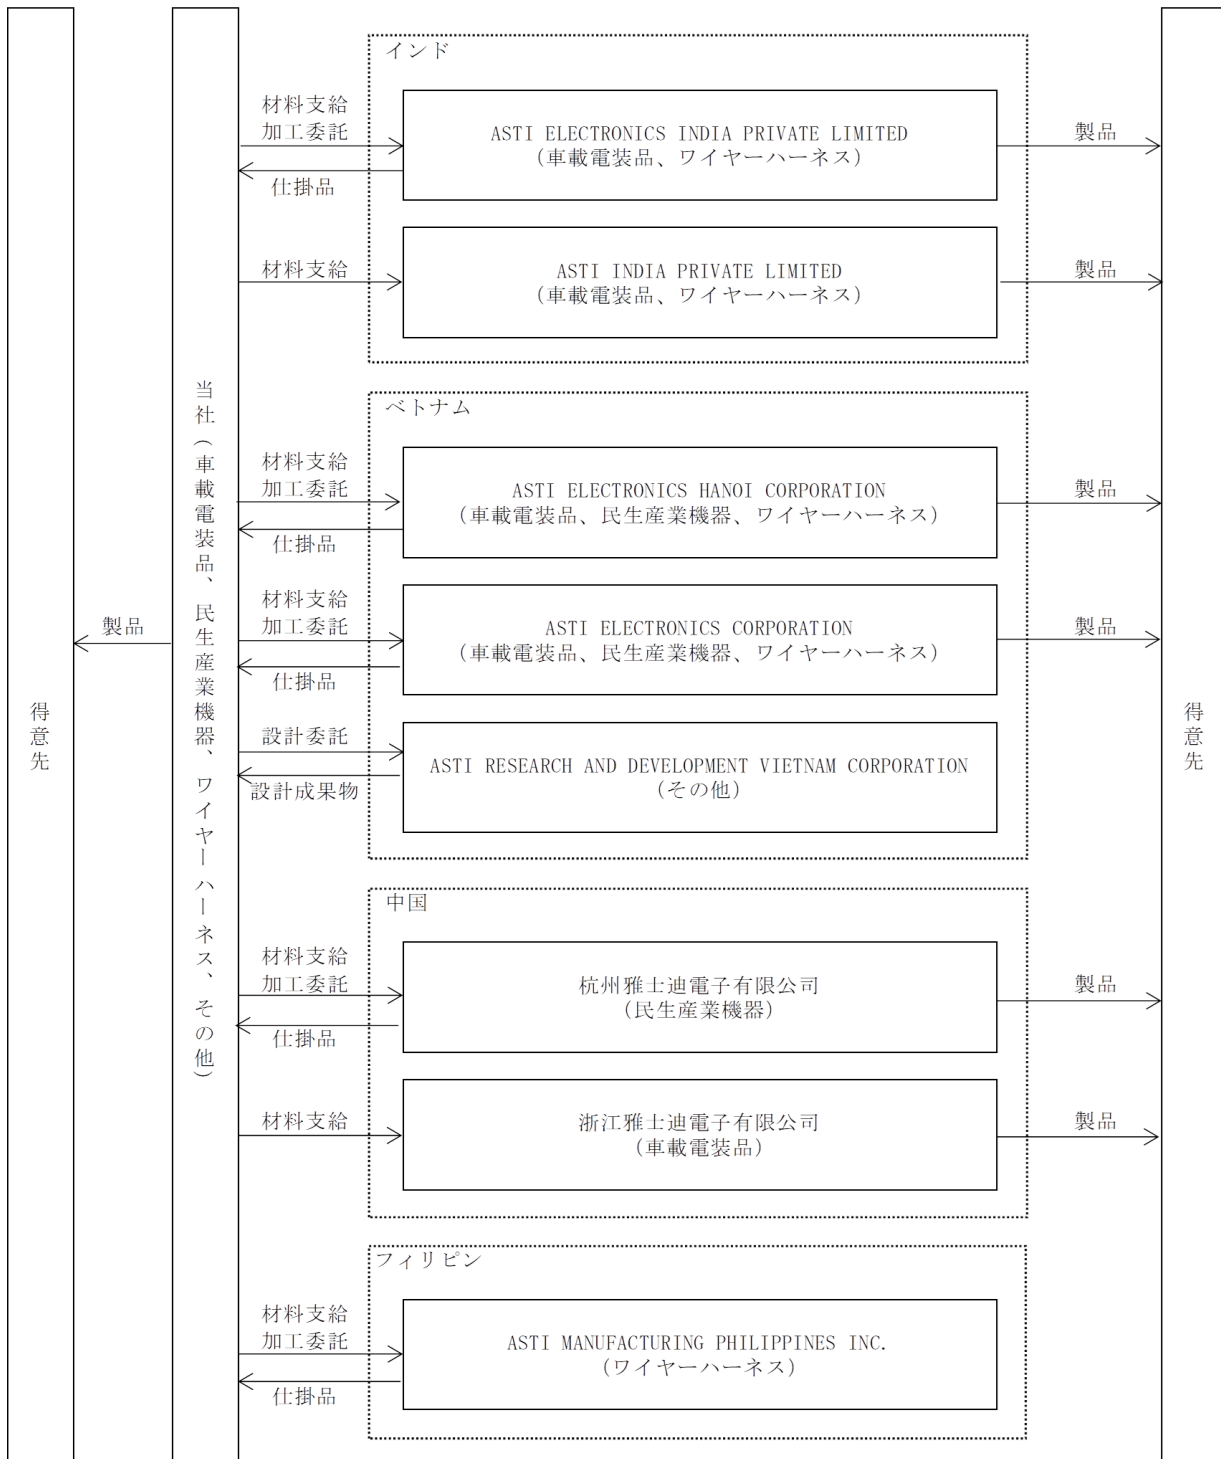 得意先
製品
当社(車載電装品、民生産業機器、ワイヤーハーネス、その他)
インド
材料支給
加工委託
仕掛品
ASTI ELECTRONICS INDIA PRIVATE LIMITED
(車載電装品、ワイヤーハーネス)
製品
材料支給
ASTI INDIA PRIVATE LIMITED
(車載電装品、ワイヤーハーネス)
製品
ベトナム
材料支給
加工委託
仕掛品
ASTI ELECTRONICS HANOI CORPORATION
(車載電装品、民生産業機器、ワイヤーハーネス)
製品
材料支給
加工委託
仕掛品
ASTI ELECTRONICS CORPORATION
(車載電装品、民生産業機器、ワイヤーハーネス)
製品
設計委託
設計成果物
ASTI RESEARCH AND DEVELOPMENT VIETNAM CORPORATION
(その他)
中国
材料支給
加工委託
仕掛品
杭州雅士迪電子有限公司
(民生産業機器)
製品
材料支給
浙江雅士迪電子有限公司
(車載電装品)
製品
フィリピン
材料支給
加工委託
仕掛品
ASTI MANUFACTURING PHILIPPINES INC.
(ワイヤーハーネス)
得意先